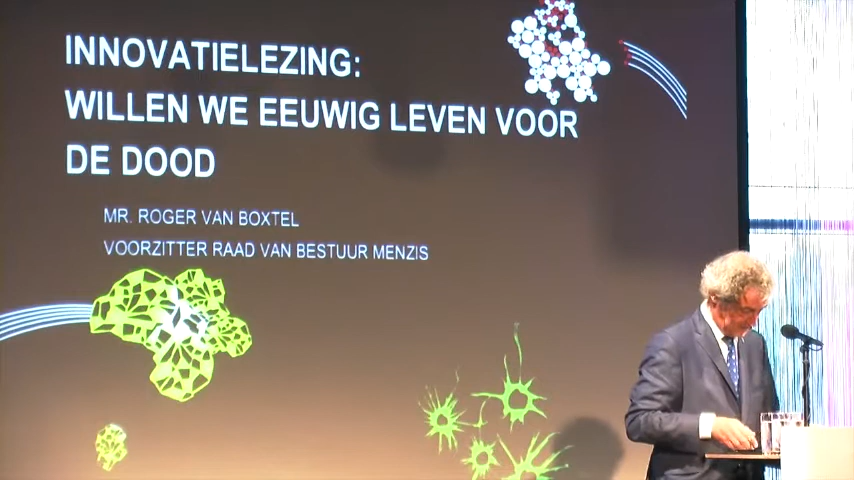 INNOVATIELEZING:
WILLEN WE EEUWIG LEVEN VOOR
DE DOOD
MR. ROGER VAN BOXTEL
VOORZITTER RAAD VAN BESTUUR MENZIS